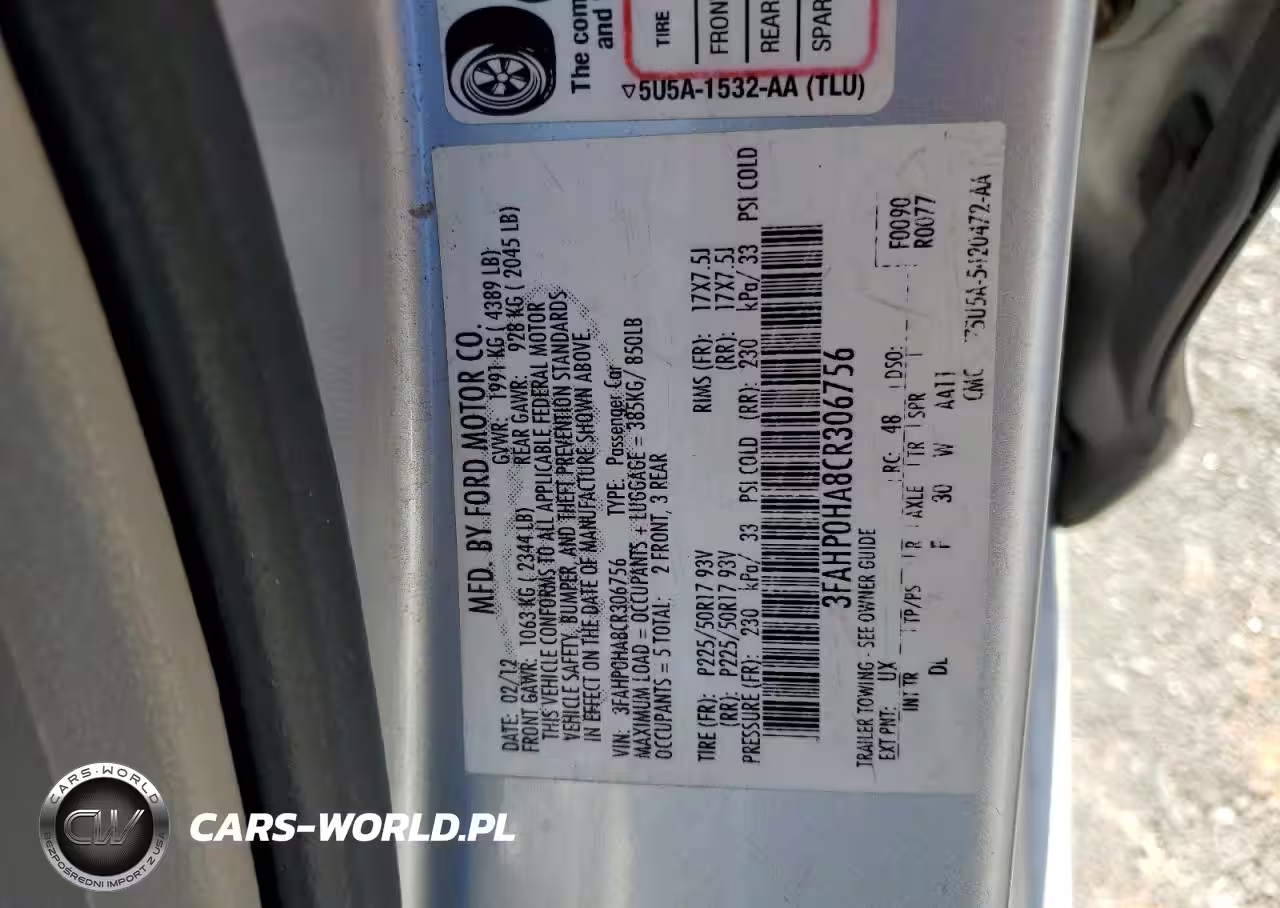 The com
and
TIRE
FRON
REAR
SPAR
5U5A-1532-AA (TLU)
MFD. BY FORD MOTOR CO.
DATE: 02/12 GVWR: 1991 KG ( 4389 LB)
FRONT GAWR: 1063 KG ( 2344 LB) REAR GAWR: 928 KG ( 2045 LB)
THIS VEHICLE CONFORMS TO ALL APPLICABLE FEDERAL MOTOR
VEHICLE SAFETY, BUMPER, AND THEFT PREVENTION STANDARDS
IN EFFECT ON THE DATE OF MANUFACTURE SHOWN ABOVE.
VIN: 3FAHP0HA8CR306756 TYPE: Passenger Car
MAXIMUM LOAD = OCCUPANTS + LUGGAGE = 385KG/ 850LB
OCCUPANTS = 5 TOTAL: 2 FRONT, 3 REAR
TIRE (FR): P225/50R17 93V RIMS (FR): 17X7.5J
(RR): P225/50R17 93V (RR): 17X7.5J
PRESSURE (FR): 230 kPa/ 33 PSI COLD (RR): 230 kPa/ 33 PSI COLD
3FAHP0HA8CR306756
TRAILER TOWING - SEE OWNER GUIDE F0090
EXT PNT: UX RC: 48 DSO: R0077
INT TR TP/PS R AXLE TR SPR
DL F 30 W AA11
CMC 5U5A-5420472-AA
CARS-WORLD
CW
BEZPOŚREDNI IMPORT Z USA
CARS-WORLD.PL